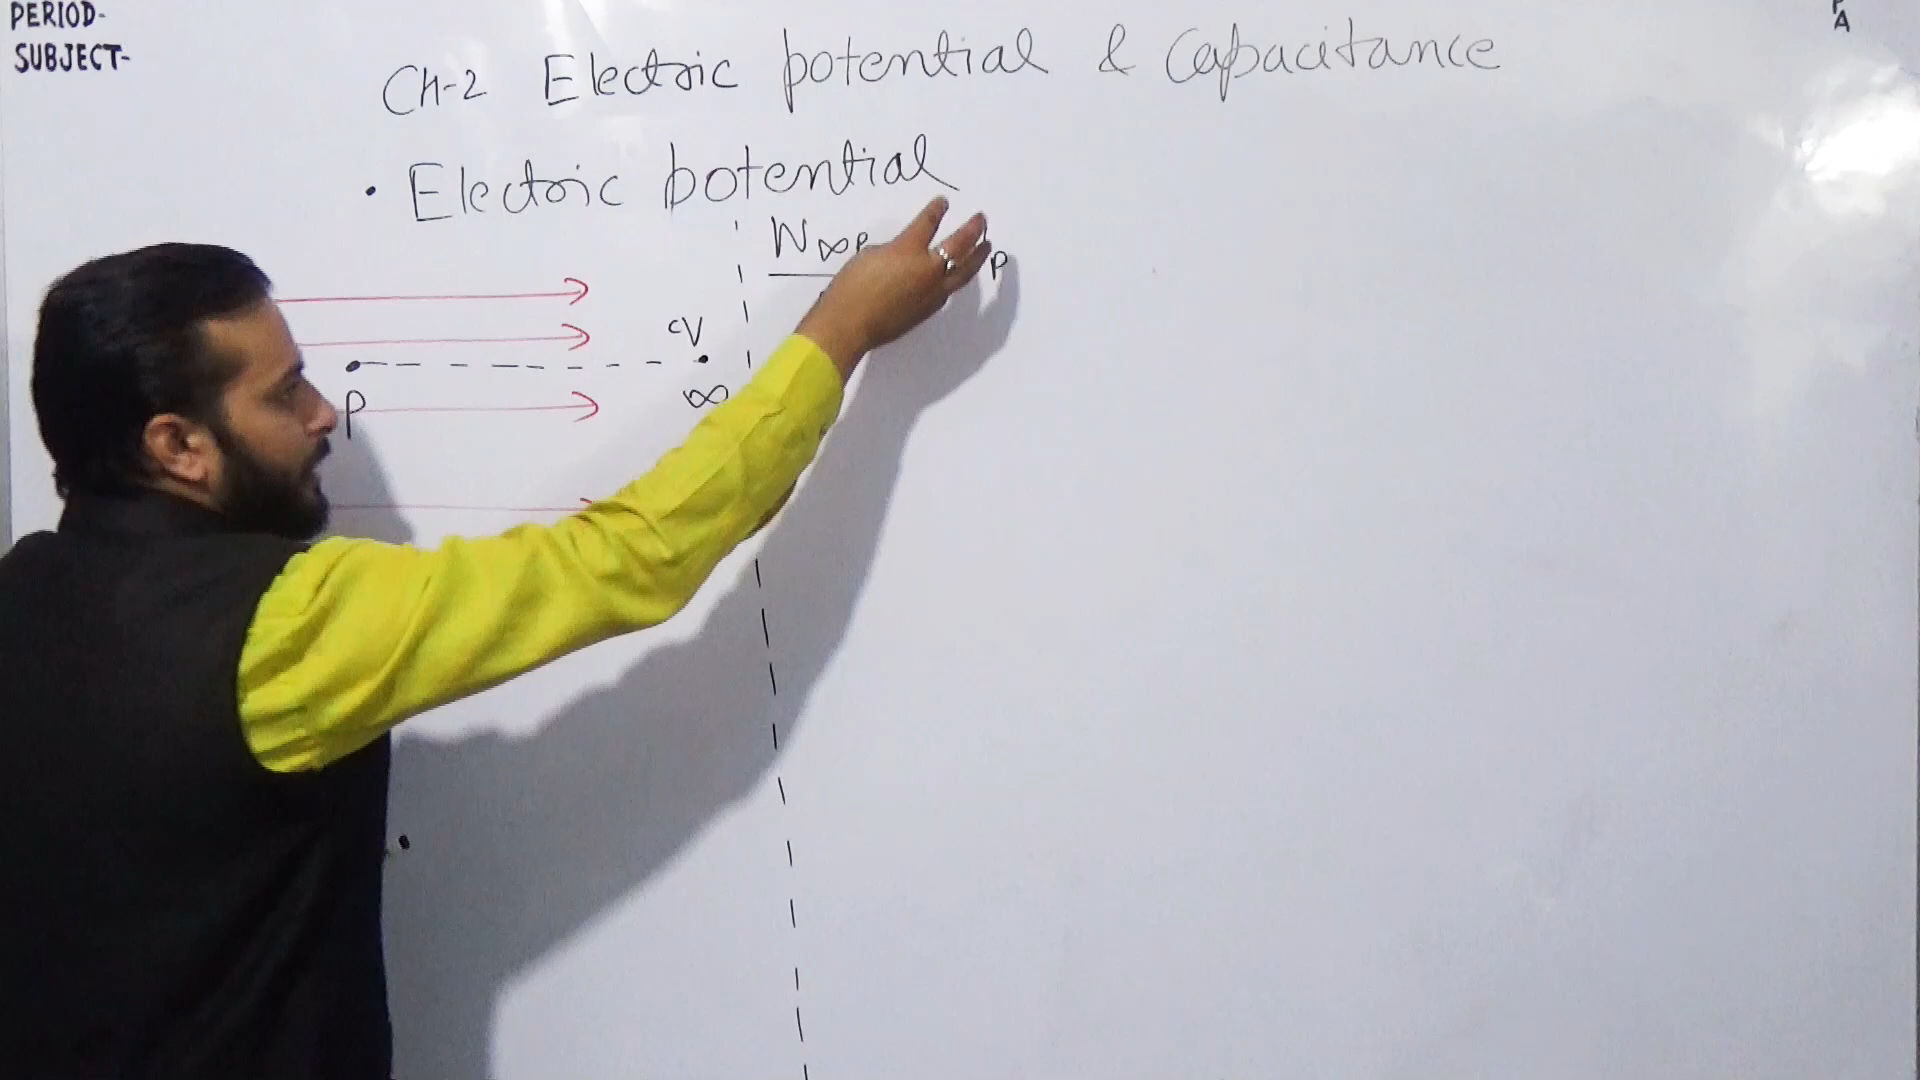 PERIOD-
SUBJECT-
P
A
Ch-2 Electric potential & Capacitance
• Electric potential
W∞P
P
∞
P